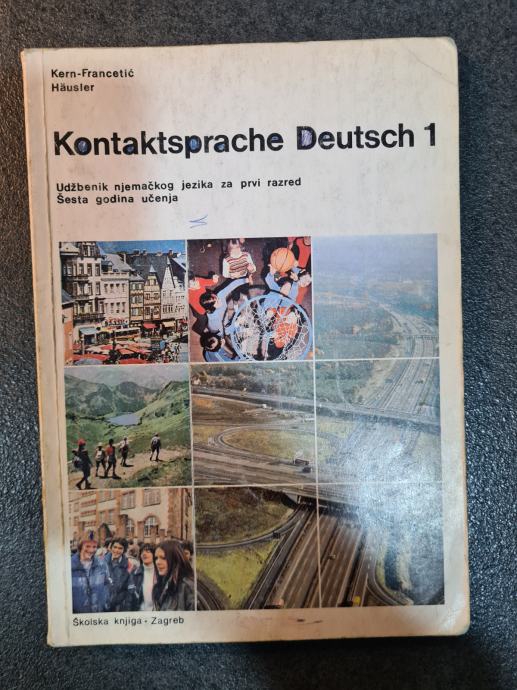 Kern-Francetić
Häusler
Kontaktsprache Deutsch 1
Udžbenik njemačkog jezika za prvi razred
Šesta godina učenja
Školska knjiga - Zagreb